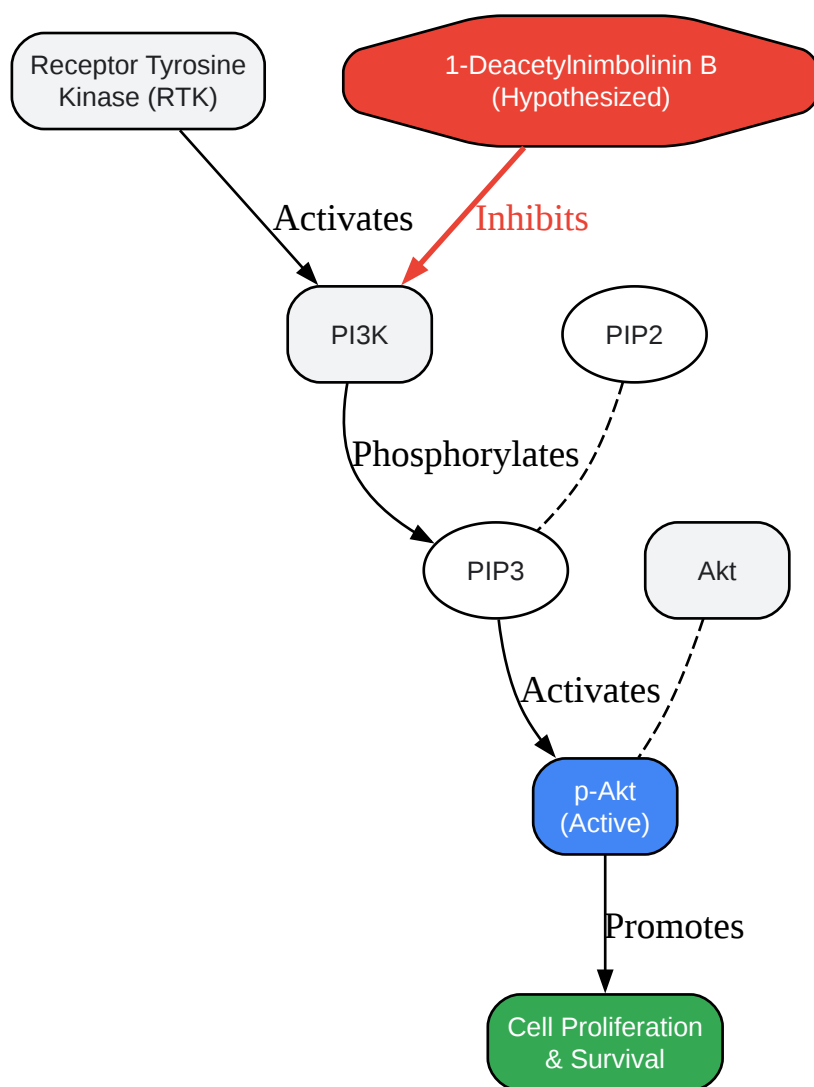 Receptor Tyrosine
Kinase (RTK)
1-Deacetylnimbolinin B
(Hypothesized)
Activates
Inhibits
PI3K
PIP2
Phosphorylates
PIP3
Akt
Activates
p-Akt
(Active)
Promotes
Cell Proliferation
& Survival